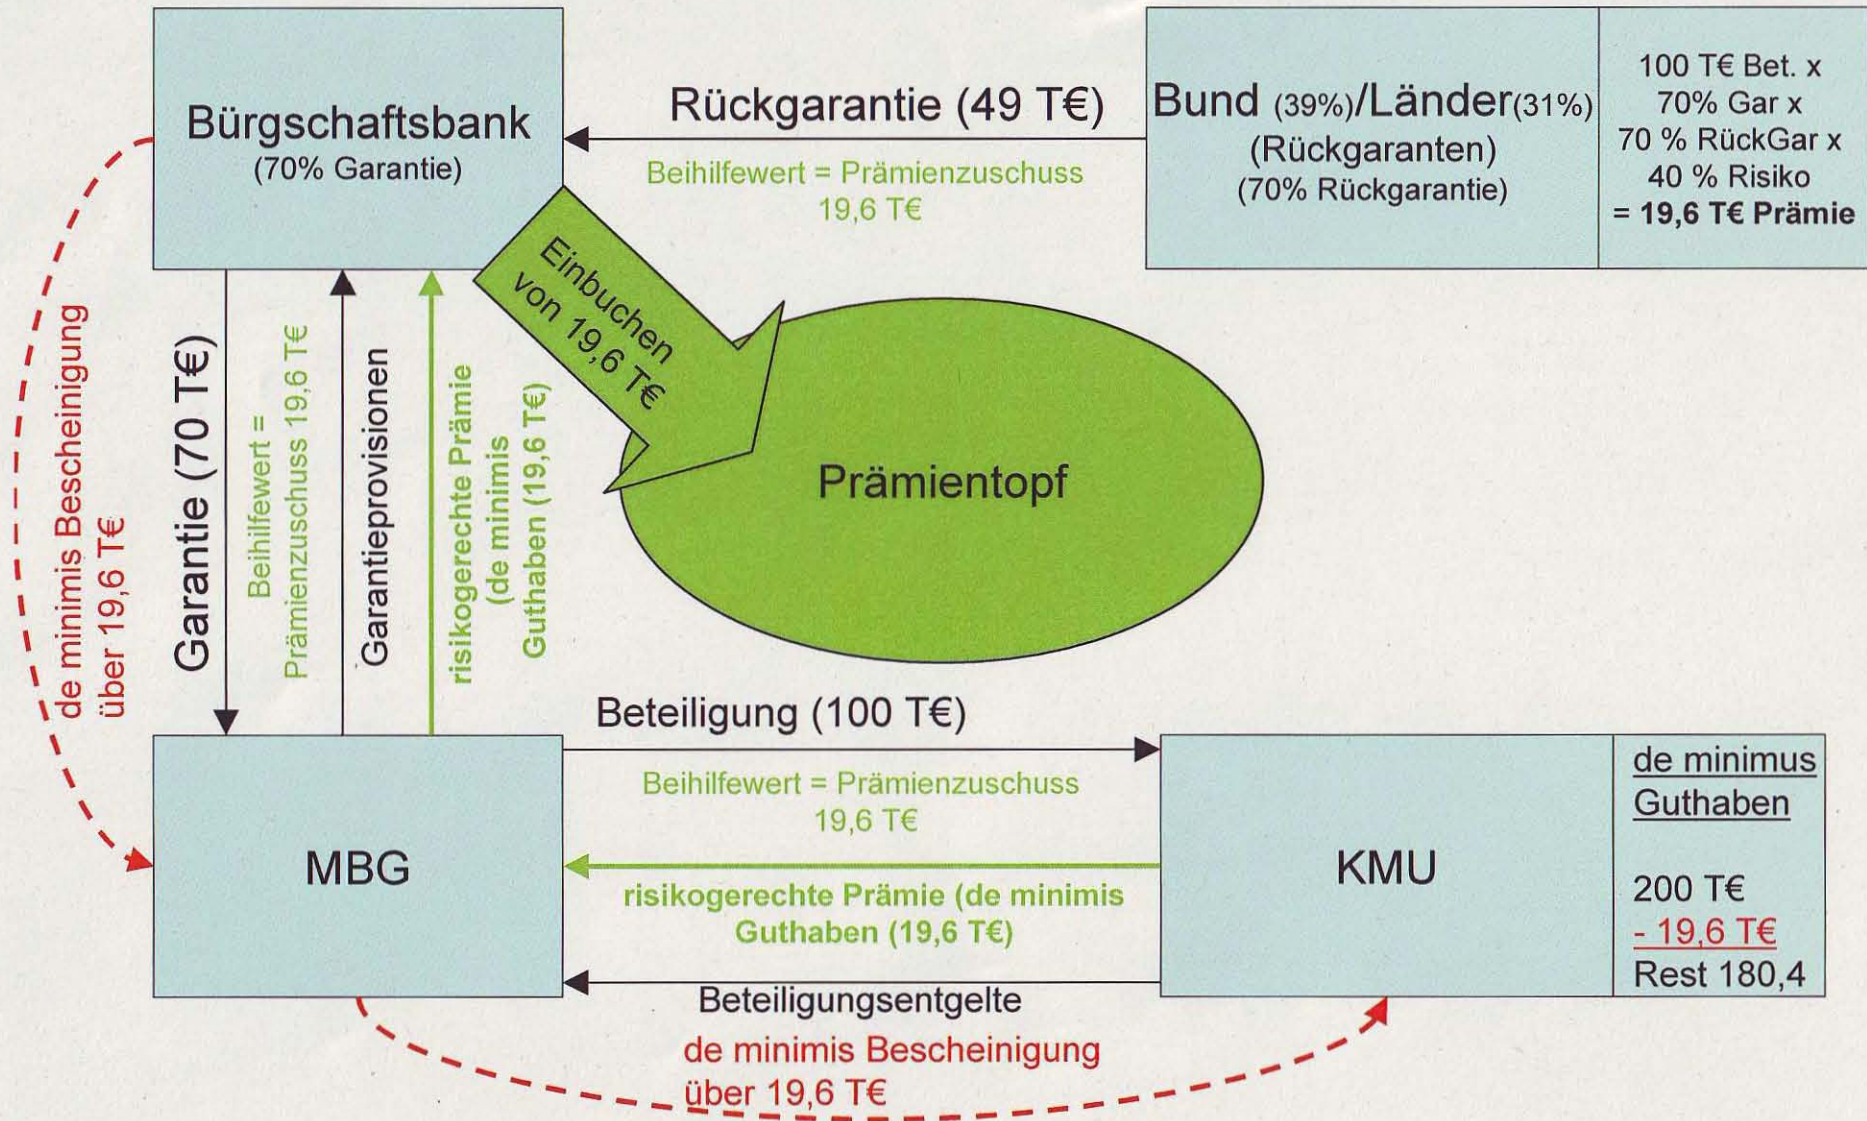 Bürgschaftsbank
(70% Garantie)
Rückgarantie (49 T€)
Beihilfewert = Prämienzuschuss
19,6 T€
Bund (39%)/Länder(31%)
(Rückgaranten)
(70% Rückgarantie)
100 T€ Bet. x
70% Gar x
70 % RückGar x
40 % Risiko
= 19,6 T€ Prämie
Einbuchen
von 19,6 T€
Prämientopf
de minimis Bescheinigung
über 19,6 T€
Garantie (70 T€)
Beihilfewert =
Prämienzuschuss 19,6 T€
Garantieprovisionen
risikogerechte Prämie
(de minimis
Guthaben (19,6 T€)
Beteiligung (100 T€)
Beihilfewert = Prämienzuschuss
19,6 T€
MBG
risikogerechte Prämie (de minimis
Guthaben (19,6 T€)
Beteiligungsentgelte
de minimis Bescheinigung
über 19,6 T€
KMU
de minimus
Guthaben
200 T€
- 19,6 T€
Rest 180,4